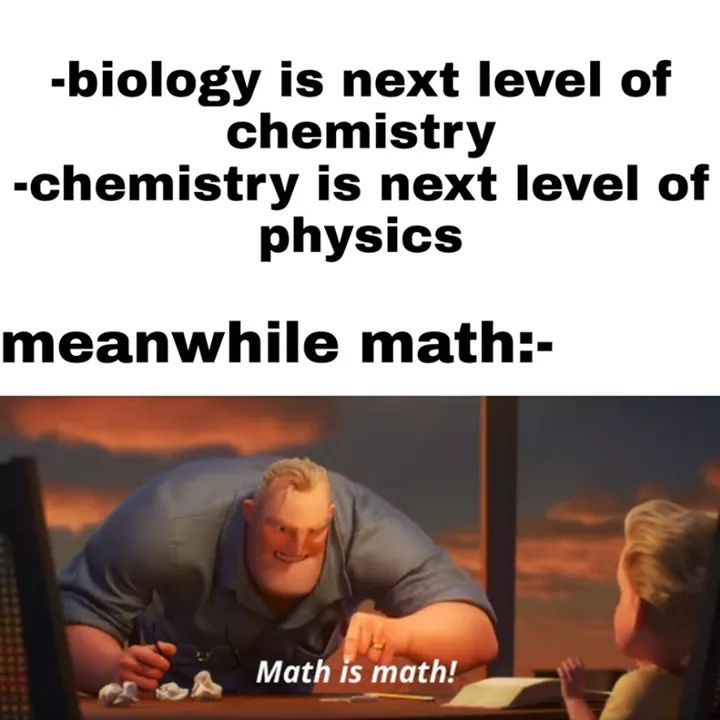 -biology is next level of
chemistry
-chemistry is next level of
physics
meanwhile math:-
Math is math!